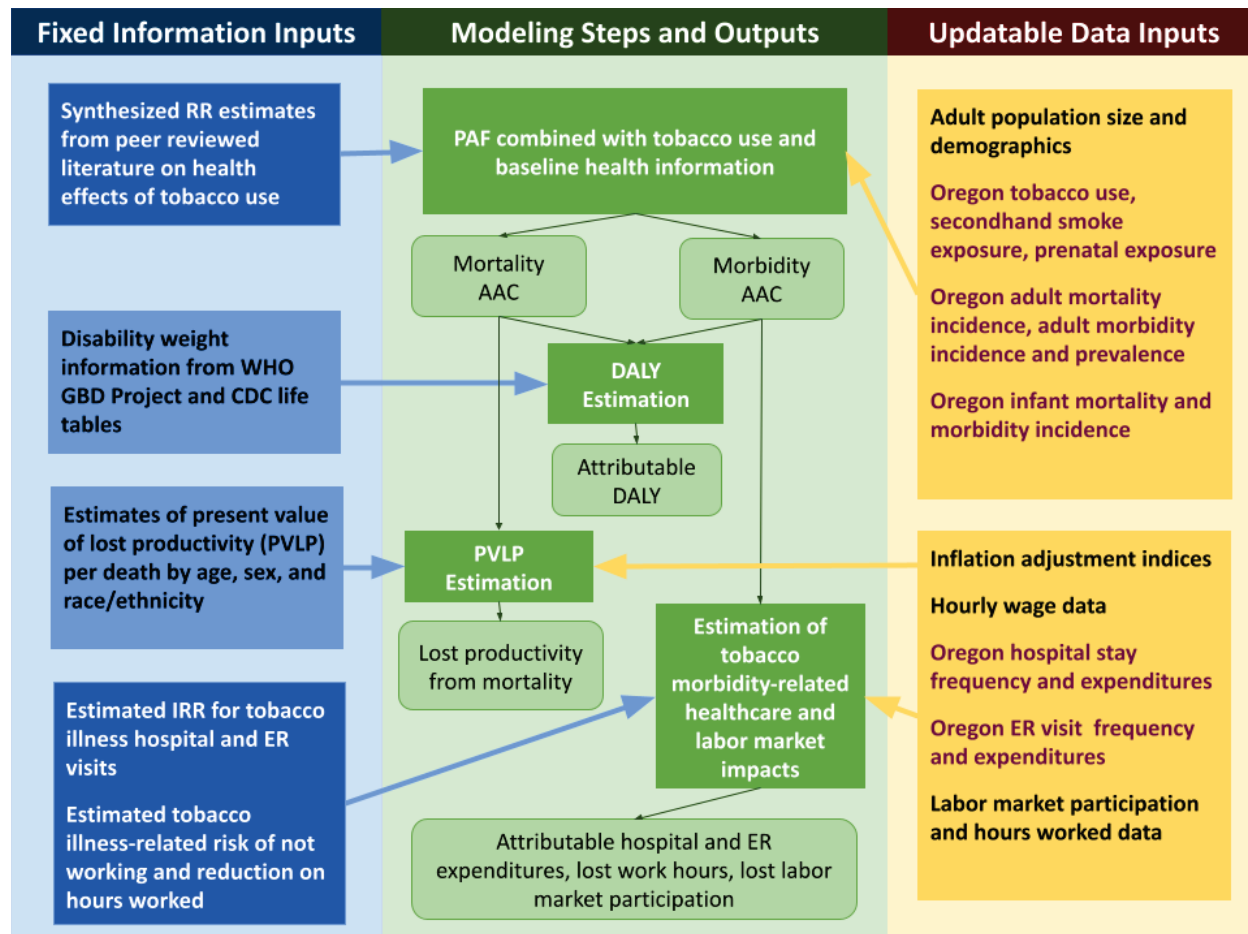 Fixed Information Inputs
Modeling Steps and Outputs
Updatable Data Inputs
Synthesized RR estimates
from peer reviewed
literature on health
effects of tobacco use
Disability weight
information from WHO
GBD Project and CDC life
tables
Estimates of present value
of lost productivity (PVLP)
per death by age, sex, and
race/ethnicity
Estimated IRR for tobacco
illness hospital and ER
visits
Estimated tobacco
illness-related risk of not
working and reduction on
hours worked
PAF combined with tobacco use and
baseline health information
Mortality
AAC
Morbidity
AAC
DALY
Estimation
Attributable
DALY
PVLP
Estimation
Lost productivity
from mortality
Estimation of
tobacco
morbidity-related
healthcare and
labor market
impacts
Attributable hospital and ER
expenditures, lost work hours, lost labor
market participation
Adult population size and
demographics
Oregon tobacco use,
secondhand smoke
exposure, prenatal exposure
Oregon adult mortality
incidence, adult morbidity
incidence and prevalence
Oregon infant mortality and
morbidity incidence
Inflation adjustment indices
Hourly wage data
Oregon hospital stay
frequency and expenditures
Oregon ER visit frequency
and expenditures
Labor market participation
and hours worked data